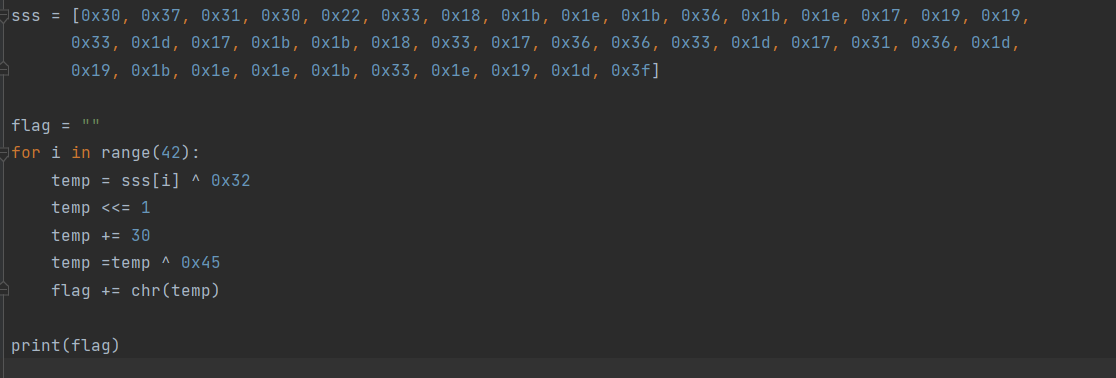 sss = [0x30, 0x37, 0x31, 0x30, 0x22, 0x33, 0x18, 0x1b, 0x1e, 0x1b, 0x36, 0x1b, 0x1e, 0x17, 0x19, 0x19,
0x33, 0x1d, 0x17, 0x1b, 0x1b, 0x18, 0x33, 0x17, 0x36, 0x36, 0x33, 0x1d, 0x17, 0x31, 0x36, 0x1d,
0x19, 0x1b, 0x1e, 0x1e, 0x1b, 0x33, 0x1e, 0x19, 0x1d, 0x3f]
flag = ""
for i in range(42):
temp = sss[i] ^ 0x32
temp <<= 1
temp += 30
temp =temp ^ 0x45
flag += chr(temp)
print(flag)